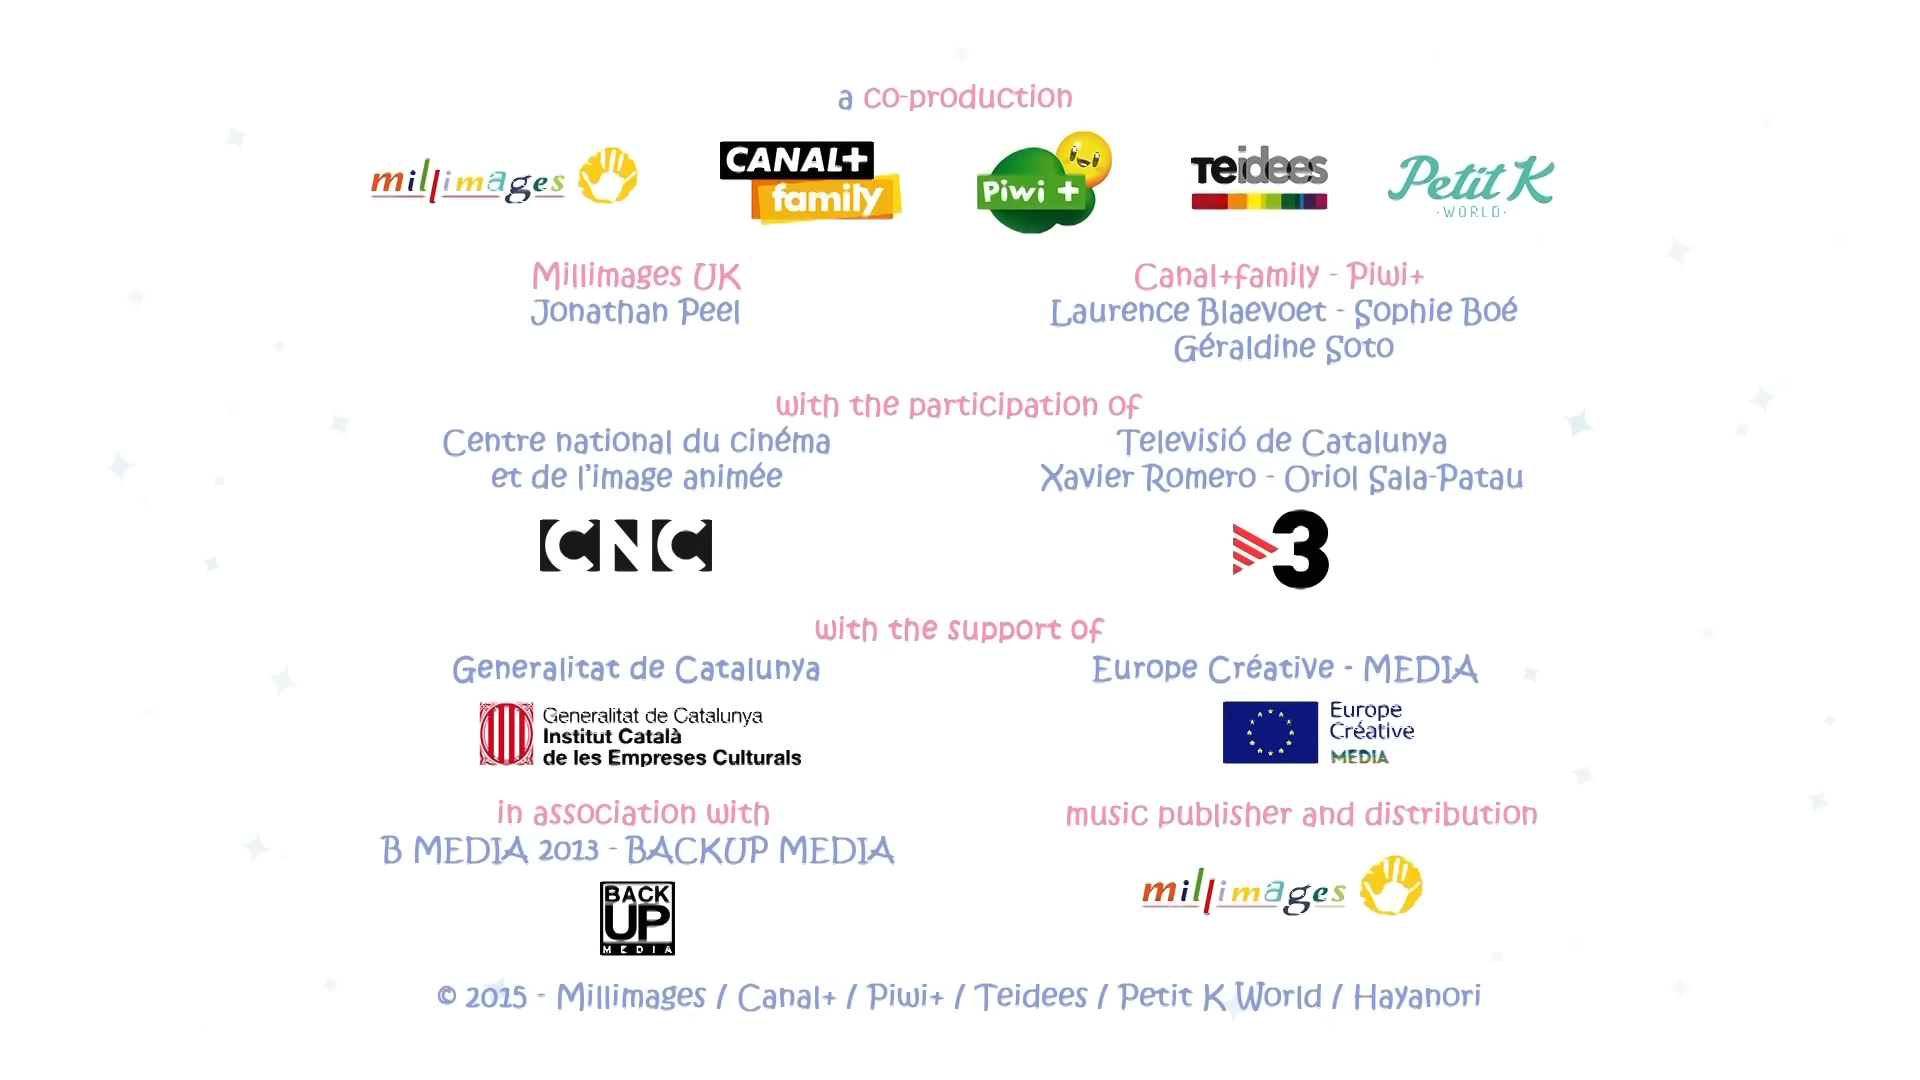 a co-production
millimages
CANAL+
family
Piwi +
Teidees
Petit K
·WORLD·
Millimages UK
Jonathan Peel
Canal+family - Piwi+
Laurence Blaevoet - Sophie Boé
Géraldine Soto
with the participation of
Centre national du cinéma
et de l'image animée
CNC
Televisió de Catalunya
Xavier Romero - Oriol Sala-Patau
3
with the support of
Generalitat de Catalunya
Generalitat de Catalunya
Institut Català
de les Empreses Culturals
Europe Créative - MEDIA
Europe
Créative
MEDIA
in association with
B MEDIA 2013 - BACKUP MEDIA
BACK
UP
MEDIA
music publisher and distribution
millimages
© 2015 - Millimages / Canal+ / Piwi+ / Teidees / Petit K World / Hayanori